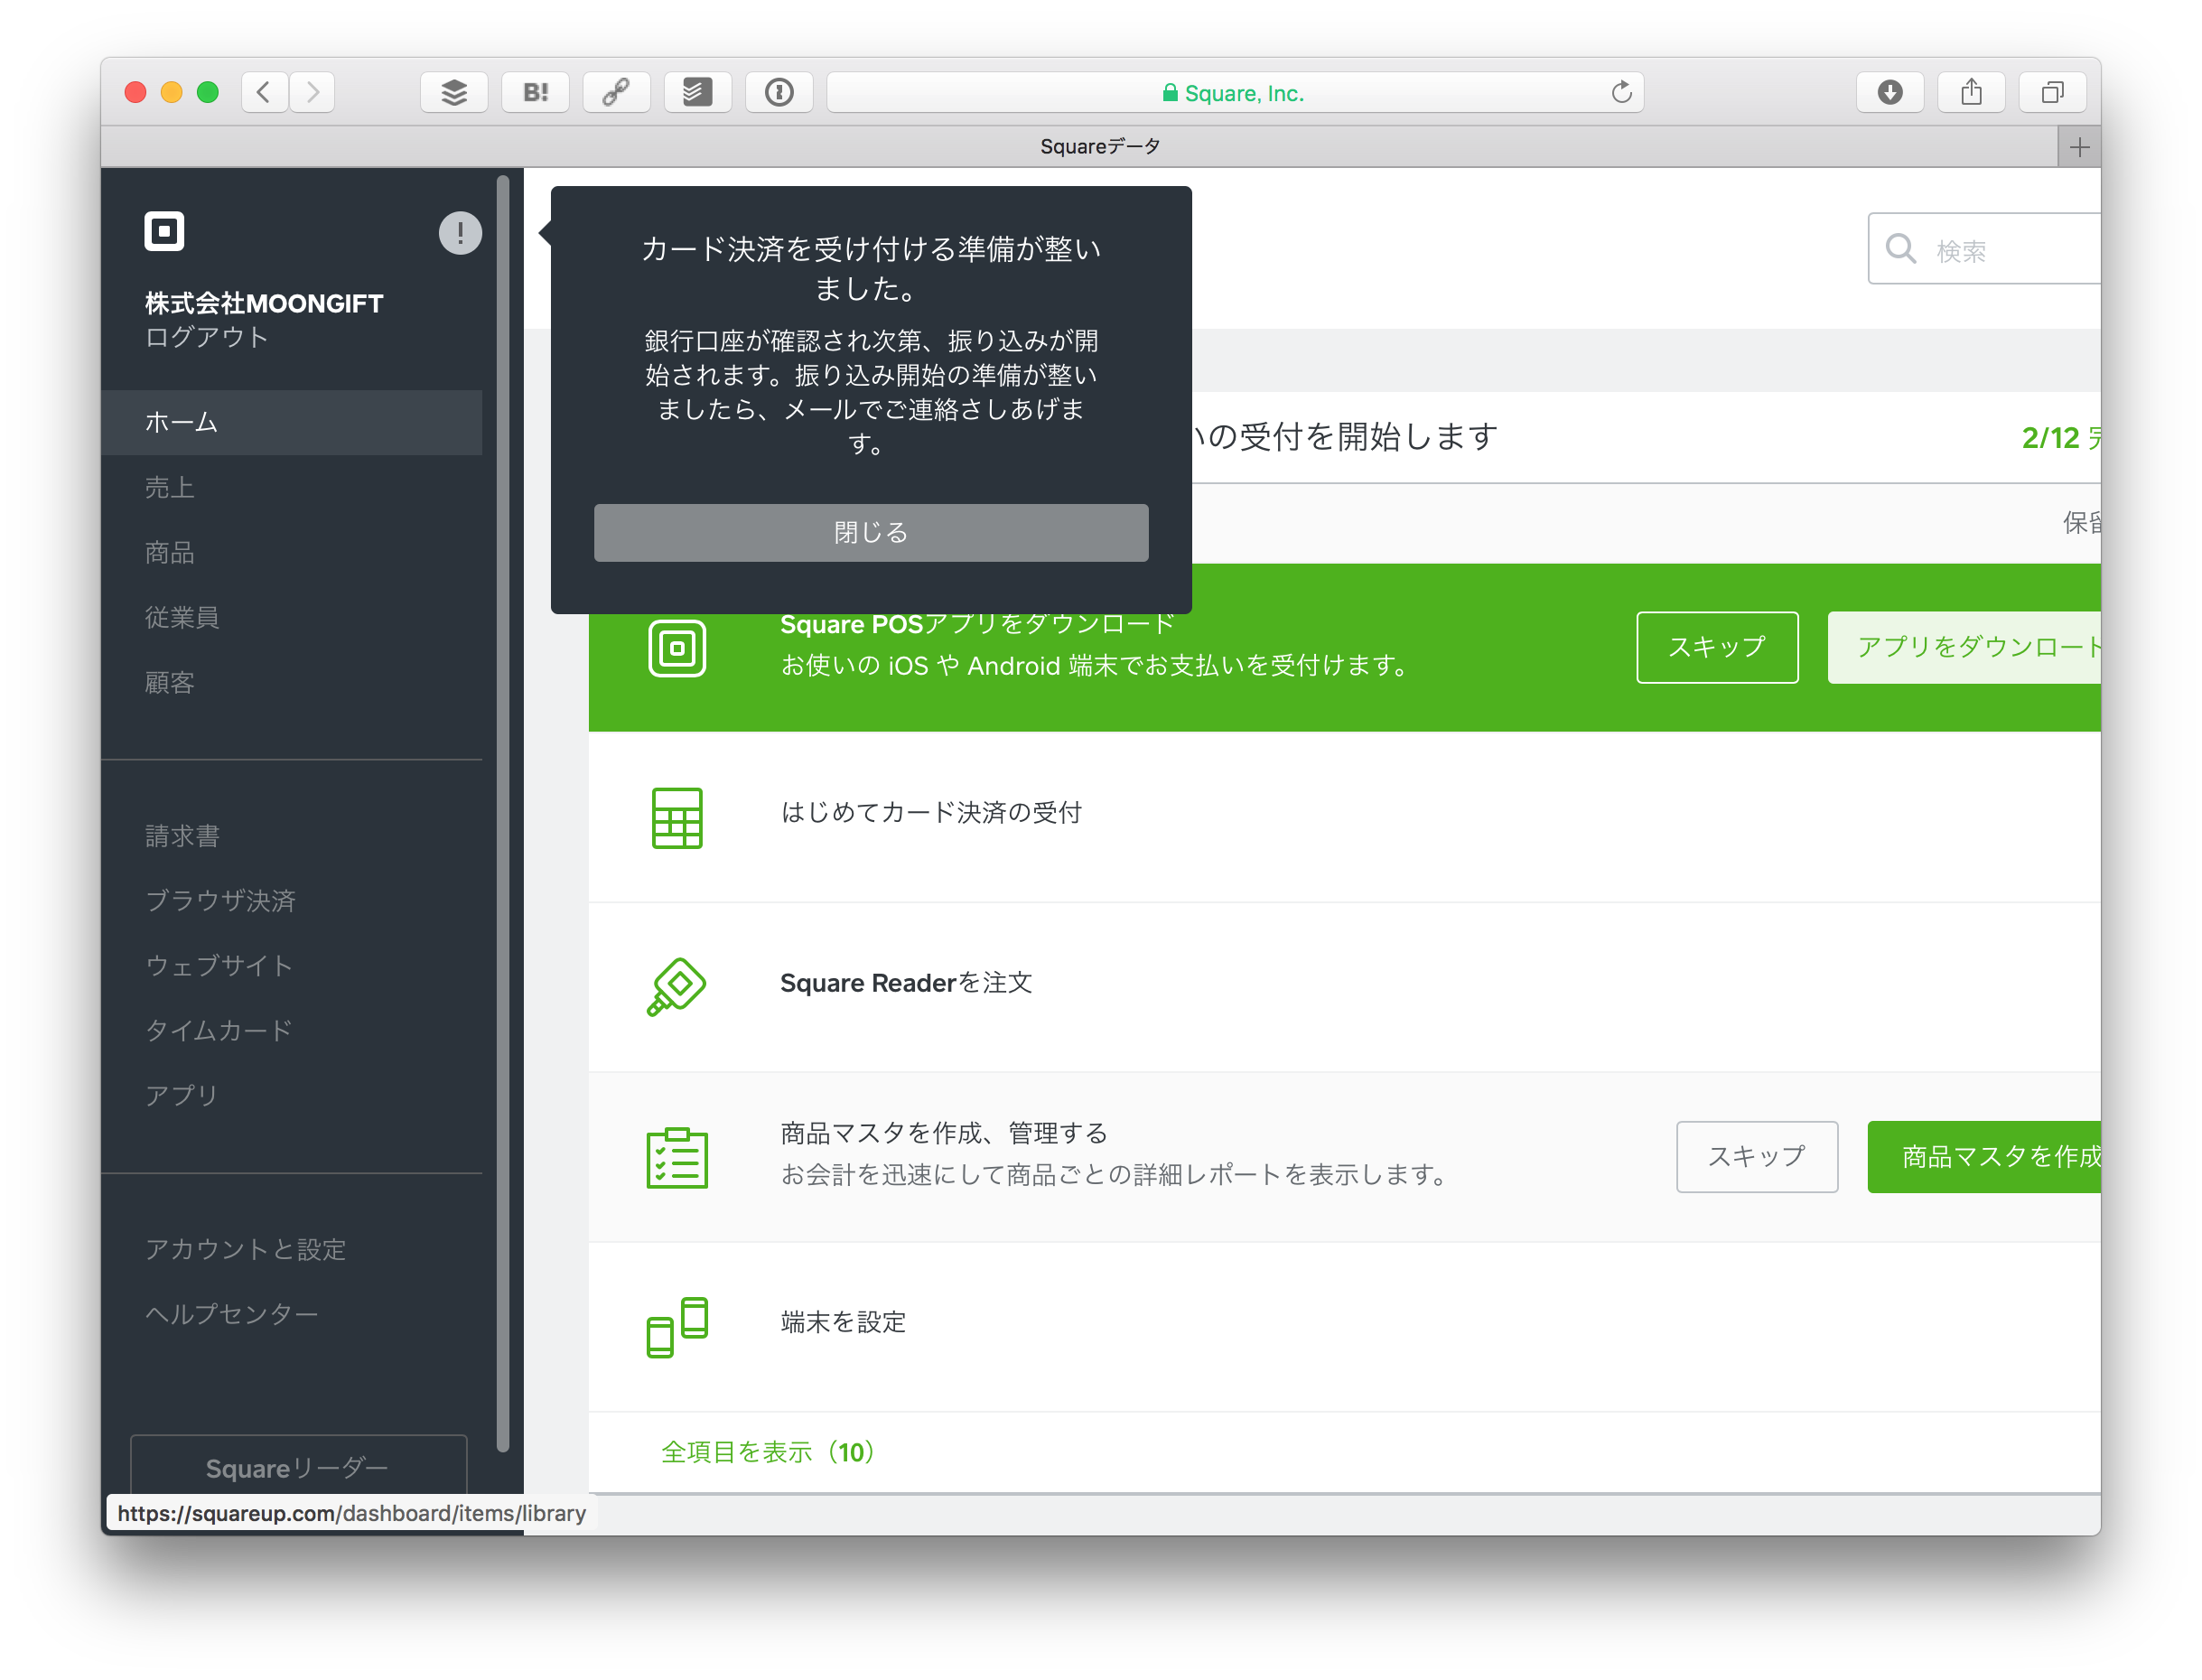 B!
Square, Inc.
Squareデータ
株式会社MOONGIFT
ログアウト
ホーム
売上
商品
従業員
顧客
請求書
ブラウザ決済
ウェブサイト
タイムカード
アプリ
アカウントと設定
ヘルプセンター
Squareリーダー
https://squareup.com/dashboard/items/library
カード決済を受け付ける準備が整い
ました。
銀行口座が確認され次第、振り込みが開
始されます。振り込み開始の準備が整い
ましたら、メールでご連絡さしあげま
す。
閉じる
検索
いの受付を開始します
2/12 完
保留
Square POSアプリをダウンロード
お使いの iOS や Android 端末でお支払いを受付けます。
スキップ
アプリをダウンロード
はじめてカード決済の受付
Square Readerを注文
商品マスタを作成、管理する
お会計を迅速にして商品ごとの詳細レポートを表示します。
スキップ
商品マスタを作成
端末を設定
全項目を表示（10）